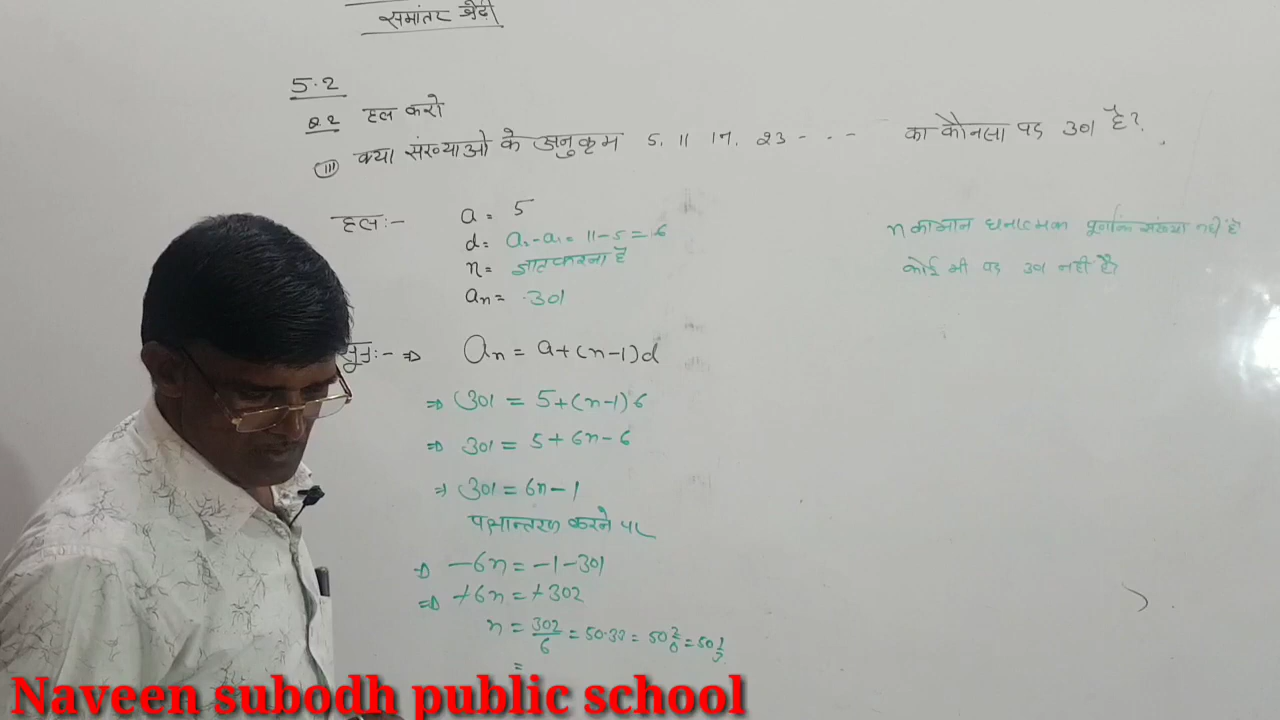 समांतर श्रेढ़ी
5.2
Q.2 हल करो
(iii) क्या संख्याओ के अनुक्रम 5, 11 17, 23 - - - का कौनसा पद 301 है?
हलः- a = 5
d = a₂-a₁ = 11-5 = 6
n = ज्ञात करना है
an = 301
n का मान धनात्मक पूर्णांक संख्या नहीं है
कोई भी पद 301 नहीं है?
सूत्रः- ⇒ an = a+(n-1)d
⇒ 301 = 5+(n-1)6
⇒ 301 = 5+6n-6
⇒ 301 = 6n-1
पक्षान्तरण करने पर
⇒ -6n = -1-301
⇒ +6n = +302
n = 302/6 = 50.33 = 50 2/6 = 50 1/3
=
Naveen subodh public school